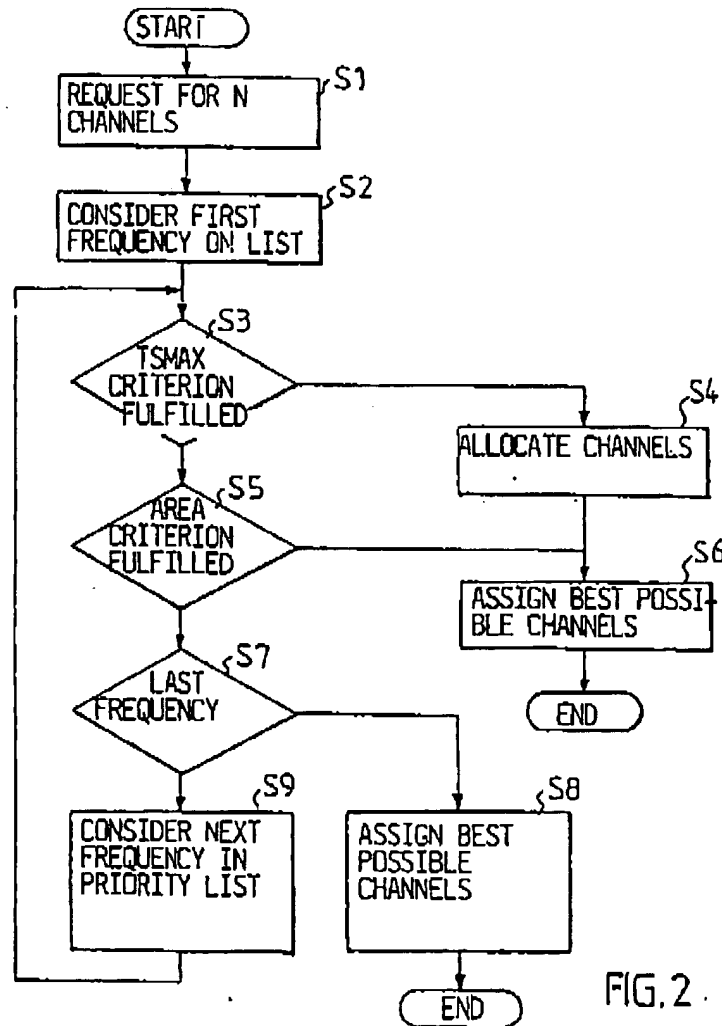 START
S1
REQUEST FOR N
CHANNELS
S2
CONSIDER FIRST
FREQUENCY ON LIST
S3
TSMAX
CRITERION
FULFILLED
S4
ALLOCATE CHANNELS
S5
AREA
CRITERION
FULFILLED
S6
ASSIGN BEST POSSI-
BLE CHANNELS
END
S7
LAST
FREQUENCY
S9
CONSIDER NEXT
FREQUENCY IN
PRIORITY LIST
S8
ASSIGN BEST
POSSIBLE
CHANNELS
END
FIG. 2